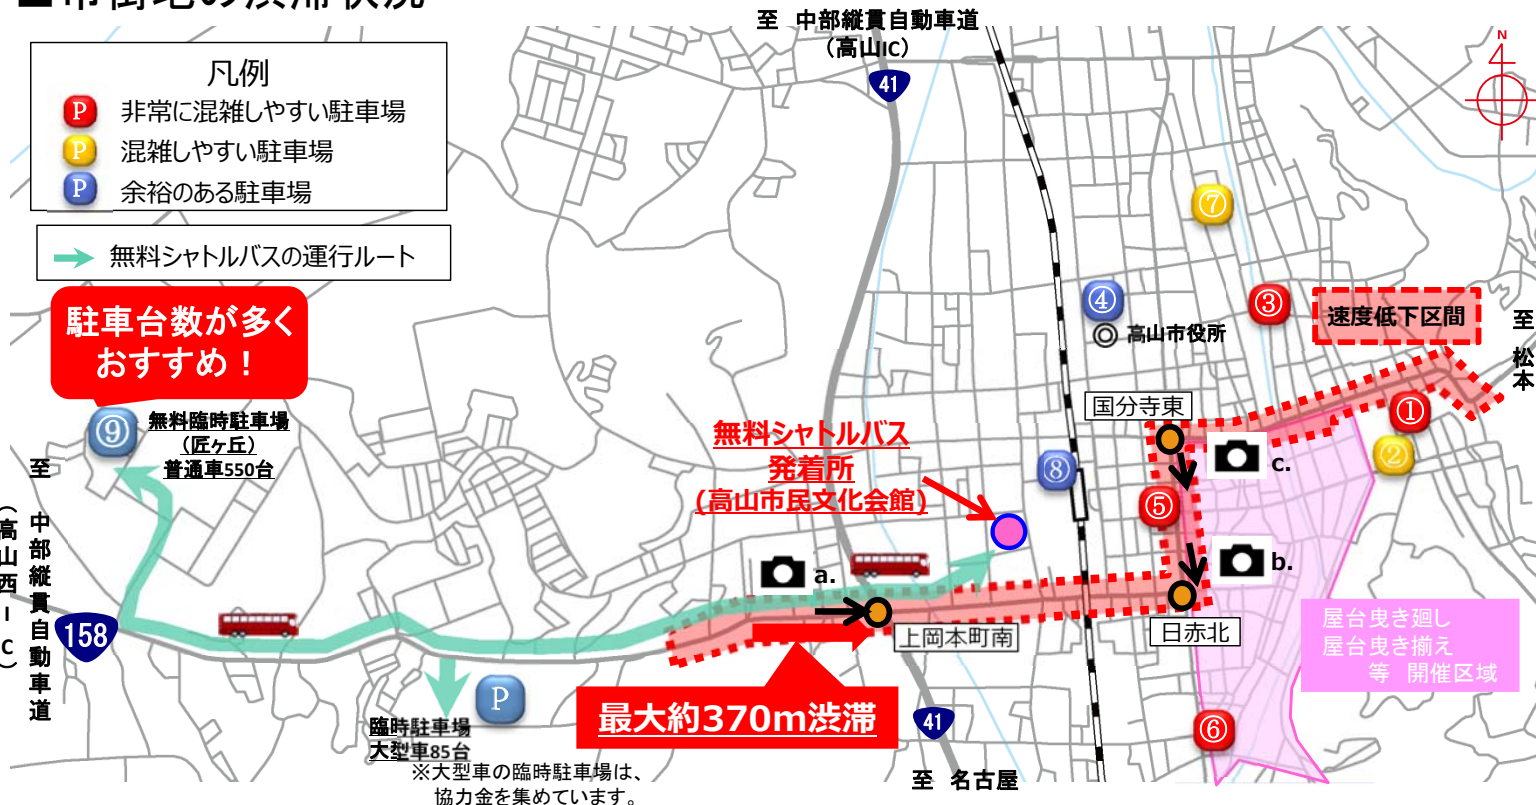 ■市街地の渋滞状況
至 中部縦貫自動車道
(高山IC)
N
41
凡例
P 非常に混雑しやすい駐車場
P 混雑しやすい駐車場
P 余裕のある駐車場
無料シャトルバスの運行ルート
駐車台数が多く
おすすめ！
⑨
無料臨時駐車場
(匠ヶ丘)
普通車550台
至 中部縦貫自動車道
(高山西IC)
158
⑦
④
③
◎ 高山市役所
速度低下区間
至 松本
国分寺東
①
②
c.
⑧
⑤
無料シャトルバス
発着所
(高山市民文化会館)
a.
b.
上岡本町南
日赤北
屋台曳き廻し
屋台曳き揃え
等 開催区域
最大約370m渋滞
P
臨時駐車場
大型車85台
※大型車の臨時駐車場は、
協力金を集めています。
41
⑥
至 名古屋